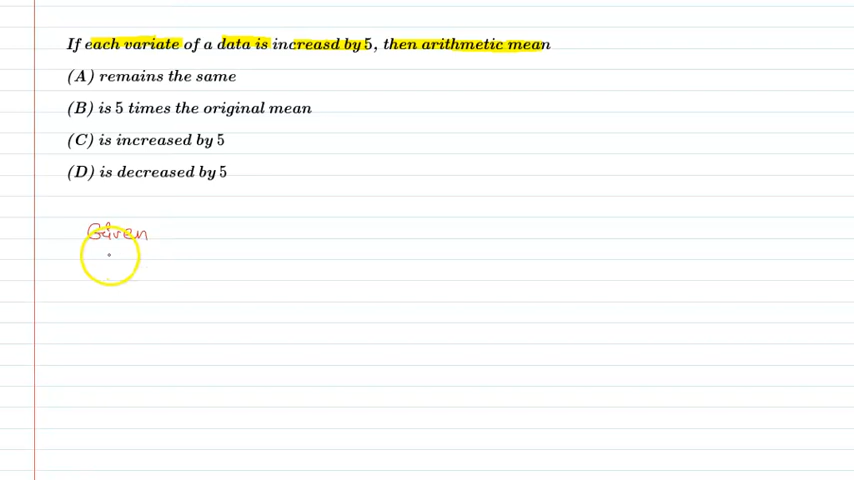 If each variate of a data is increasd by 5, then arithmetic mean
(A) remains the same
(B) is 5 times the original mean
(C) is increased by 5
(D) is decreased by 5
Given